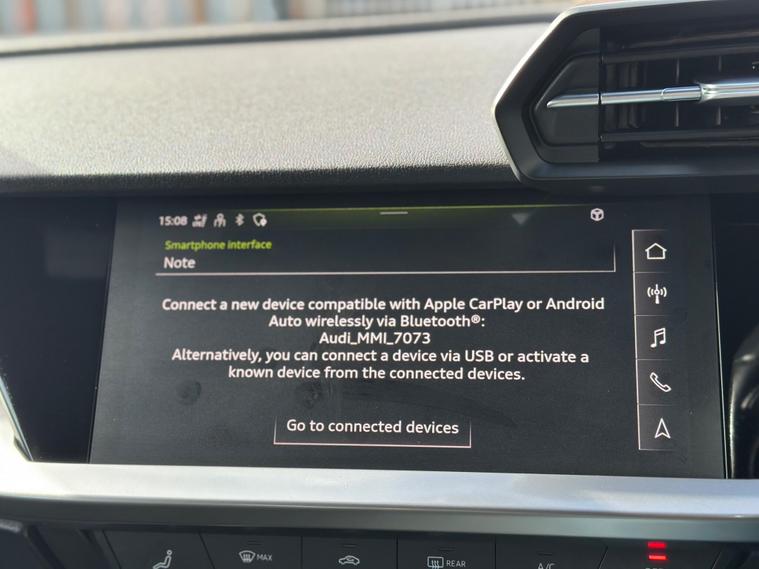 15:08
Smartphone interface
Note
Connect a new device compatible with Apple CarPlay or Android
Auto wirelessly via Bluetooth®:
Audi_MMI_7073
Alternatively, you can connect a device via USB or activate a
known device from the connected devices.
Go to connected devices
MAX
REAR
A/C